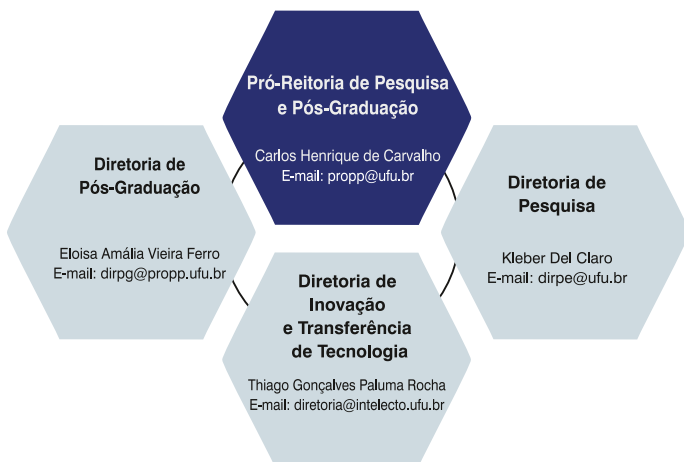 Pró-Reitoria de Pesquisa
e Pós-Graduação
Carlos Henrique de Carvalho
E-mail: propp@ufu.br
Diretoria de
Pós-Graduação
Eloisa Amália Vieira Ferro
E-mail: dirpg@propp.ufu.br
Diretoria de
Pesquisa
Kleber Del Claro
E-mail: dirpe@ufu.br
Diretoria de
Inovação
e Transferência
de Tecnologia
Thiago Gonçalves Paluma Rocha
E-mail: diretoria@intelecto.ufu.br